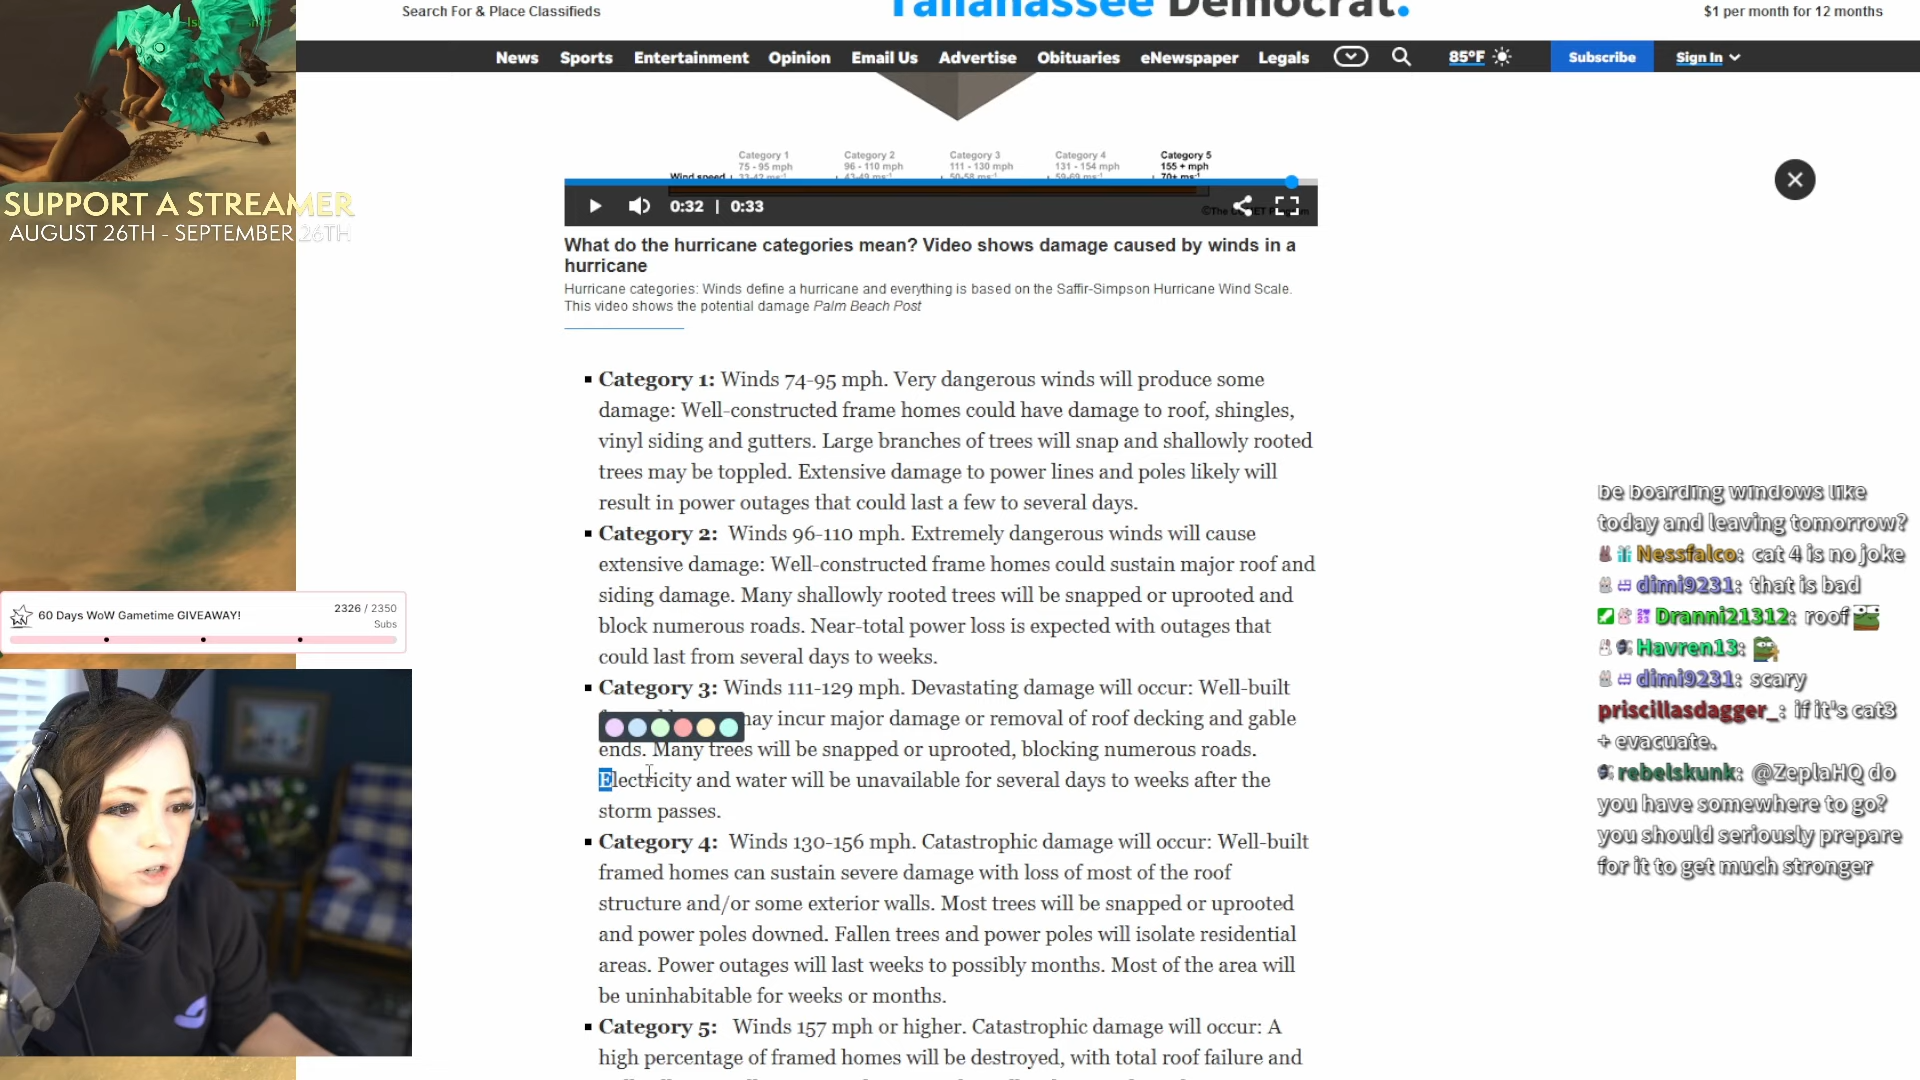 Search For & Place Classifieds
Tallahassee Democrat.
$1 per month for 12 months
News Sports Entertainment Opinion Email Us Advertise Obituaries eNewspaper Legals 85°F Subscribe Sign In
SUPPORT A STREAMER
AUGUST 26TH - SEPTEMBER 26TH
Category 1 Category 2 Category 3 Category 4 Category 5
75 - 95 mph 96 - 110 mph 111 - 130 mph 131 - 154 mph 155 + mph
Wind speed 33-42 ms⁻¹ 43-49 ms⁻¹ 50-58 ms⁻¹ 59-69 ms⁻¹ 70+ ms⁻¹
0:32 | 0:33
©The
What do the hurricane categories mean? Video shows damage caused by winds in a
hurricane
Hurricane categories: Winds define a hurricane and everything is based on the Saffir-Simpson Hurricane Wind Scale.
This video shows the potential damage Palm Beach Post
Category 1: Winds 74-95 mph. Very dangerous winds will produce some
damage: Well-constructed frame homes could have damage to roof, shingles,
vinyl siding and gutters. Large branches of trees will snap and shallowly rooted
trees may be toppled. Extensive damage to power lines and poles likely will
result in power outages that could last a few to several days.
Category 2: Winds 96-110 mph. Extremely dangerous winds will cause
extensive damage: Well-constructed frame homes could sustain major roof and
siding damage. Many shallowly rooted trees will be snapped or uprooted and
block numerous roads. Near-total power loss is expected with outages that
could last from several days to weeks.
Category 3: Winds 111-129 mph. Devastating damage will occur: Well-built
may incur major damage or removal of roof decking and gable
ends. Many trees will be snapped or uprooted, blocking numerous roads.
Electricity and water will be unavailable for several days to weeks after the
storm passes.
Category 4: Winds 130-156 mph. Catastrophic damage will occur: Well-built
framed homes can sustain severe damage with loss of most of the roof
structure and/or some exterior walls. Most trees will be snapped or uprooted
and power poles downed. Fallen trees and power poles will isolate residential
areas. Power outages will last weeks to possibly months. Most of the area will
be uninhabitable for weeks or months.
Category 5: Winds 157 mph or higher. Catastrophic damage will occur: A
high percentage of framed homes will be destroyed, with total roof failure and
60 Days WoW Gametime GIVEAWAY! 2326 / 2350
Subs
be boarding windows like
today and leaving tomorrow?
Nessfalco: cat 4 is no joke
dimi9231: that is bad
Dranni21312: roof
Havren13:
dimi9231: scary
priscillasdagger_: if it's cat3
+ evacuate.
rebelskunk: @ZeplaHQ do
you have somewhere to go?
you should seriously prepare
for it to get much stronger